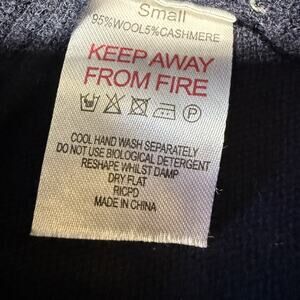 Small
95%WOOL5%CASHMERE
KEEP AWAY
FROM FIRE
P
COOL HAND WASH SEPARATELY
DO NOT USE BIOLOGICAL DETERGENT
RESHAPE WHILST DAMP
DRY FLAT
RICPD
MADE IN CHINA